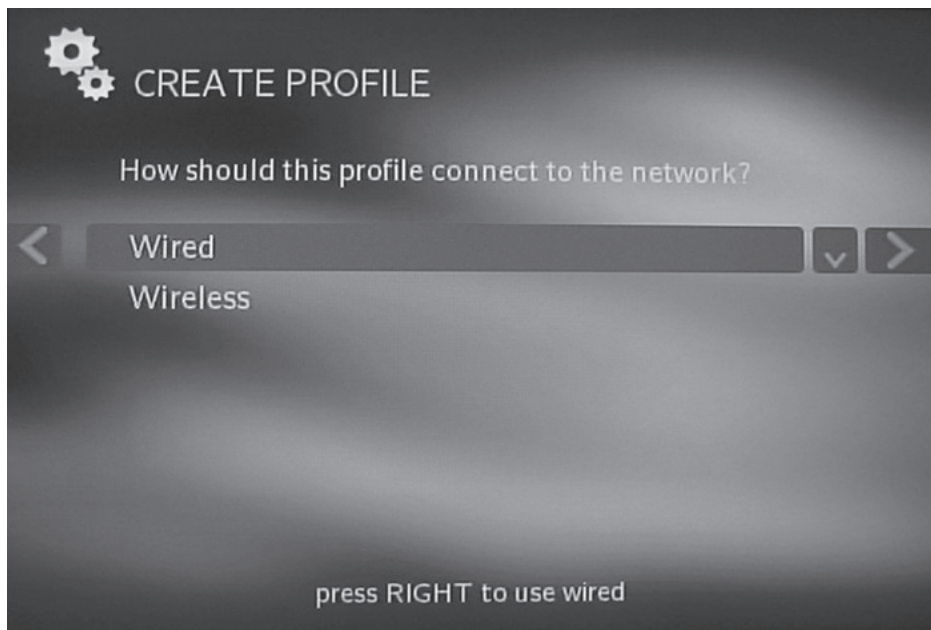 CREATE PROFILE
How should this profile connect to the network?
Wired
Wireless
press RIGHT to use wired